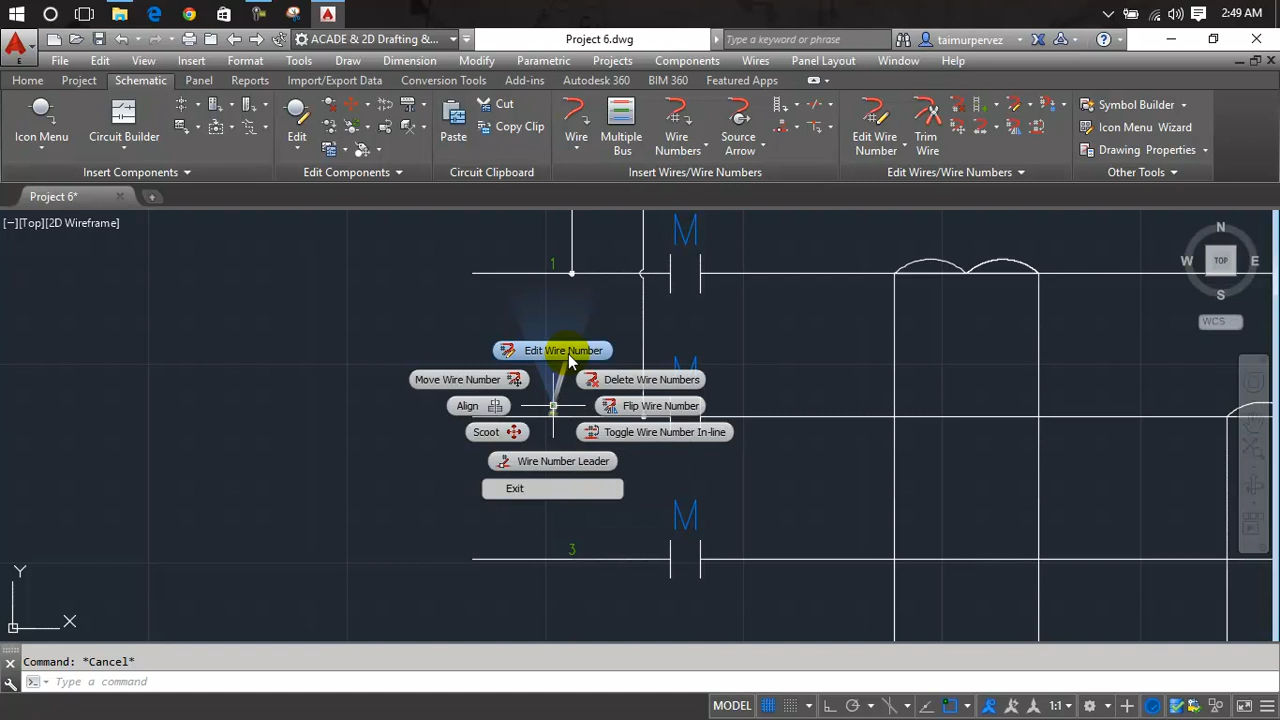 2:49 AM
ACADE & 2D Drafting &...
Project 6.dwg
Type a keyword or phrase
taimurpervez
File Edit View Insert Format Tools Draw Dimension Modify Parametric Projects Components Wires Panel Layout Window Help
E
Home Project Schematic Panel Reports Import/Export Data Conversion Tools Add-ins Autodesk 360 BIM 360 Featured Apps
Icon Menu
Circuit Builder
Insert Components
Edit
Edit Components
Paste
Cut
Copy Clip
Circuit Clipboard
Wire
Multiple
Bus
Wire
Numbers
Source
Arrow
Insert Wires/Wire Numbers
Edit Wire
Number
Trim
Wire
Edit Wires/Wire Numbers
Symbol Builder
Icon Menu Wizard
Drawing Properties
Other Tools
Project 6*
[−][Top][2D Wireframe]
N
W
TOP
E
S
WCS
M
1
Edit Wire Number
Move Wire Number
Delete Wire Numbers
Align
Flip Wire Number
Scoot
Toggle Wire Number In-line
Wire Number Leader
Exit
M
3
Y
X
Command: *Cancel*
Type a command
MODEL
1:1